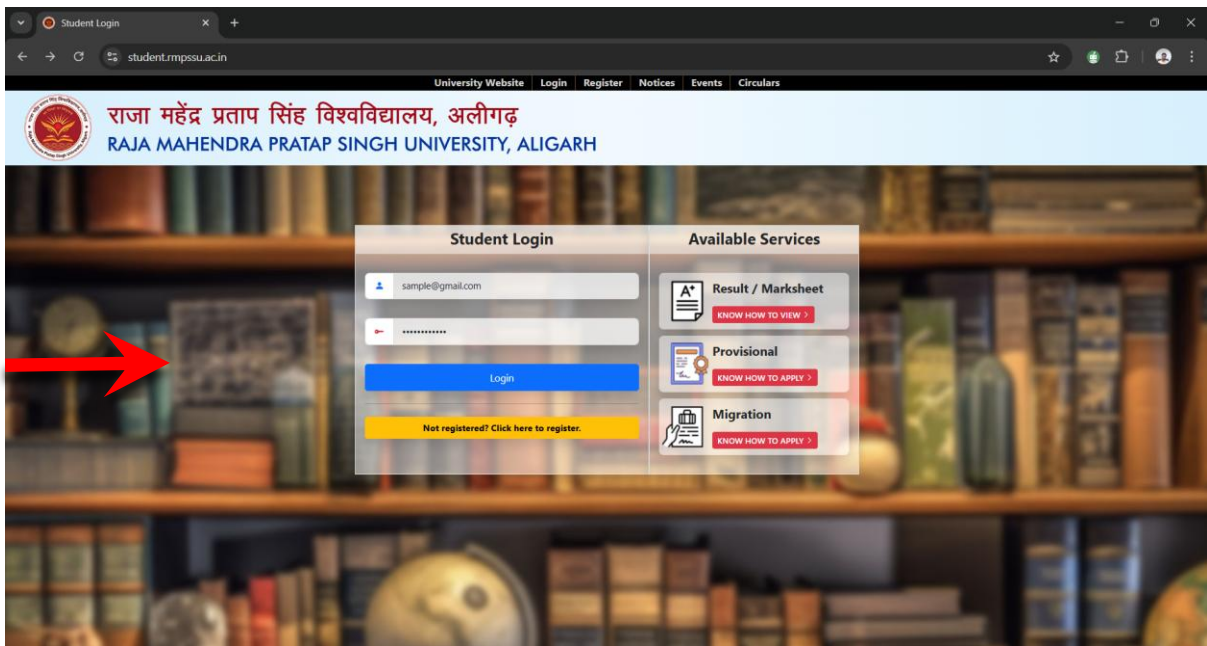 Student Login
student.rmpssu.ac.in
University Website Login Register Notices Events Circulars
राजा महेंद्र प्रताप सिंह विश्वविद्यालय, अलीगढ़
RAJA MAHENDRA PRATAP SINGH UNIVERSITY, ALIGARH
Student Login
sample@gmail.com
••••••••••••
Login
Not registered? Click here to register.
Available Services
A+
Result / Marksheet
KNOW HOW TO VIEW >
Provisional
KNOW HOW TO APPLY >
Migration
KNOW HOW TO APPLY >